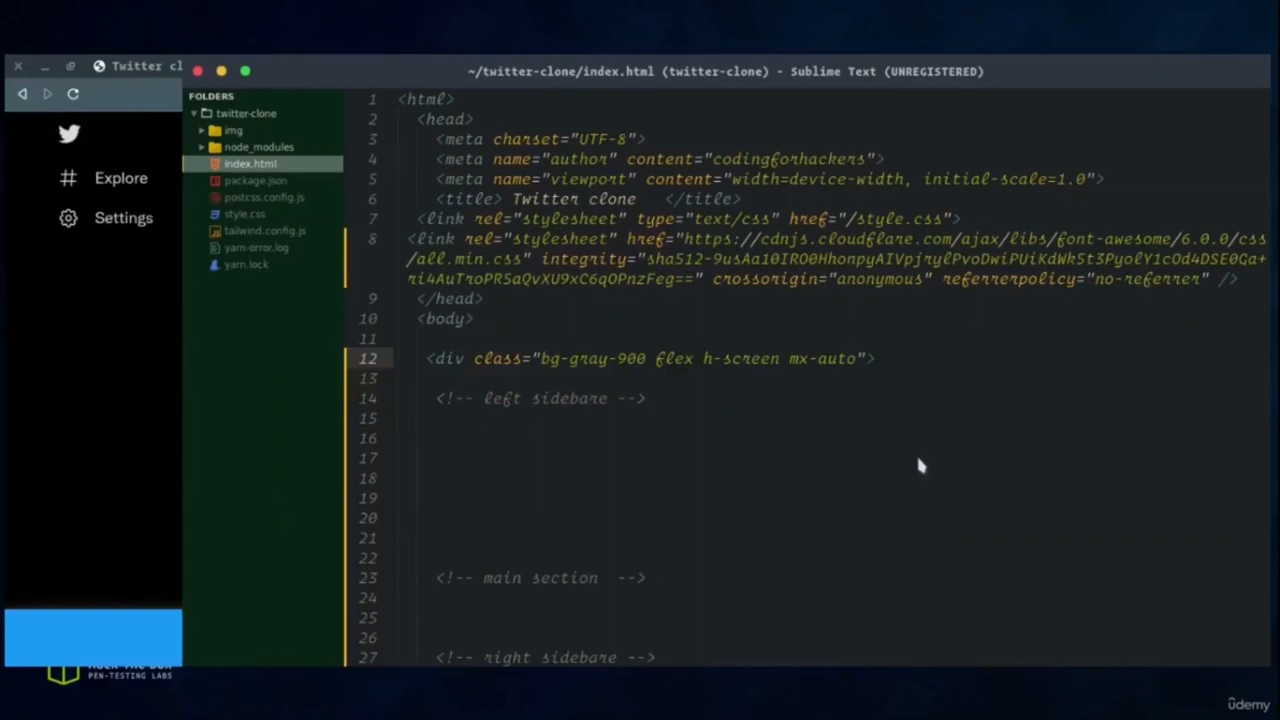 Twitter cl
~/twitter-clone/index.html (twitter-clone) - Sublime Text (UNREGISTERED)
Explore
Settings
FOLDERS
twitter-clone
img
node_modules
index.html
package.json
postcss.config.js
style.css
tailwind.config.js
yarn-error.log
yarn.lock
1 <html>
2 <head>
3 <meta charset="UTF-8">
4 <meta name="author" content="codingforhackers">
5 <meta name="viewport" content="width=device-width, initial-scale=1.0">
6 <title> Twitter clone </title>
7 <link rel="stylesheet" type="text/css" href="/style.css">
8 <link rel="stylesheet" href="https://cdnjs.cloudflare.com/ajax/libs/font-awesome/6.0.0/css
/all.min.css" integrity="sha512-9usAa10IRO0HhonpyAIVpjrylPvoDwiPUiKdWk5t3PyolY1cOd4DSE0Ga+
ri4AuTroPR5aQvXU9xC6qOPnzFeg==" crossorigin="anonymous" referrerpolicy="no-referrer" />
9 </head>
10 <body>
11
12 <div class="bg-gray-900 flex h-screen mx-auto">
13
14 <!-- left sidebare -->
15
16
17
18
19
20
21
22
23 <!-- main section -->
24
25
26
27 <!-- right sidebare -->
PEN-TESTING LABS
ûdemy